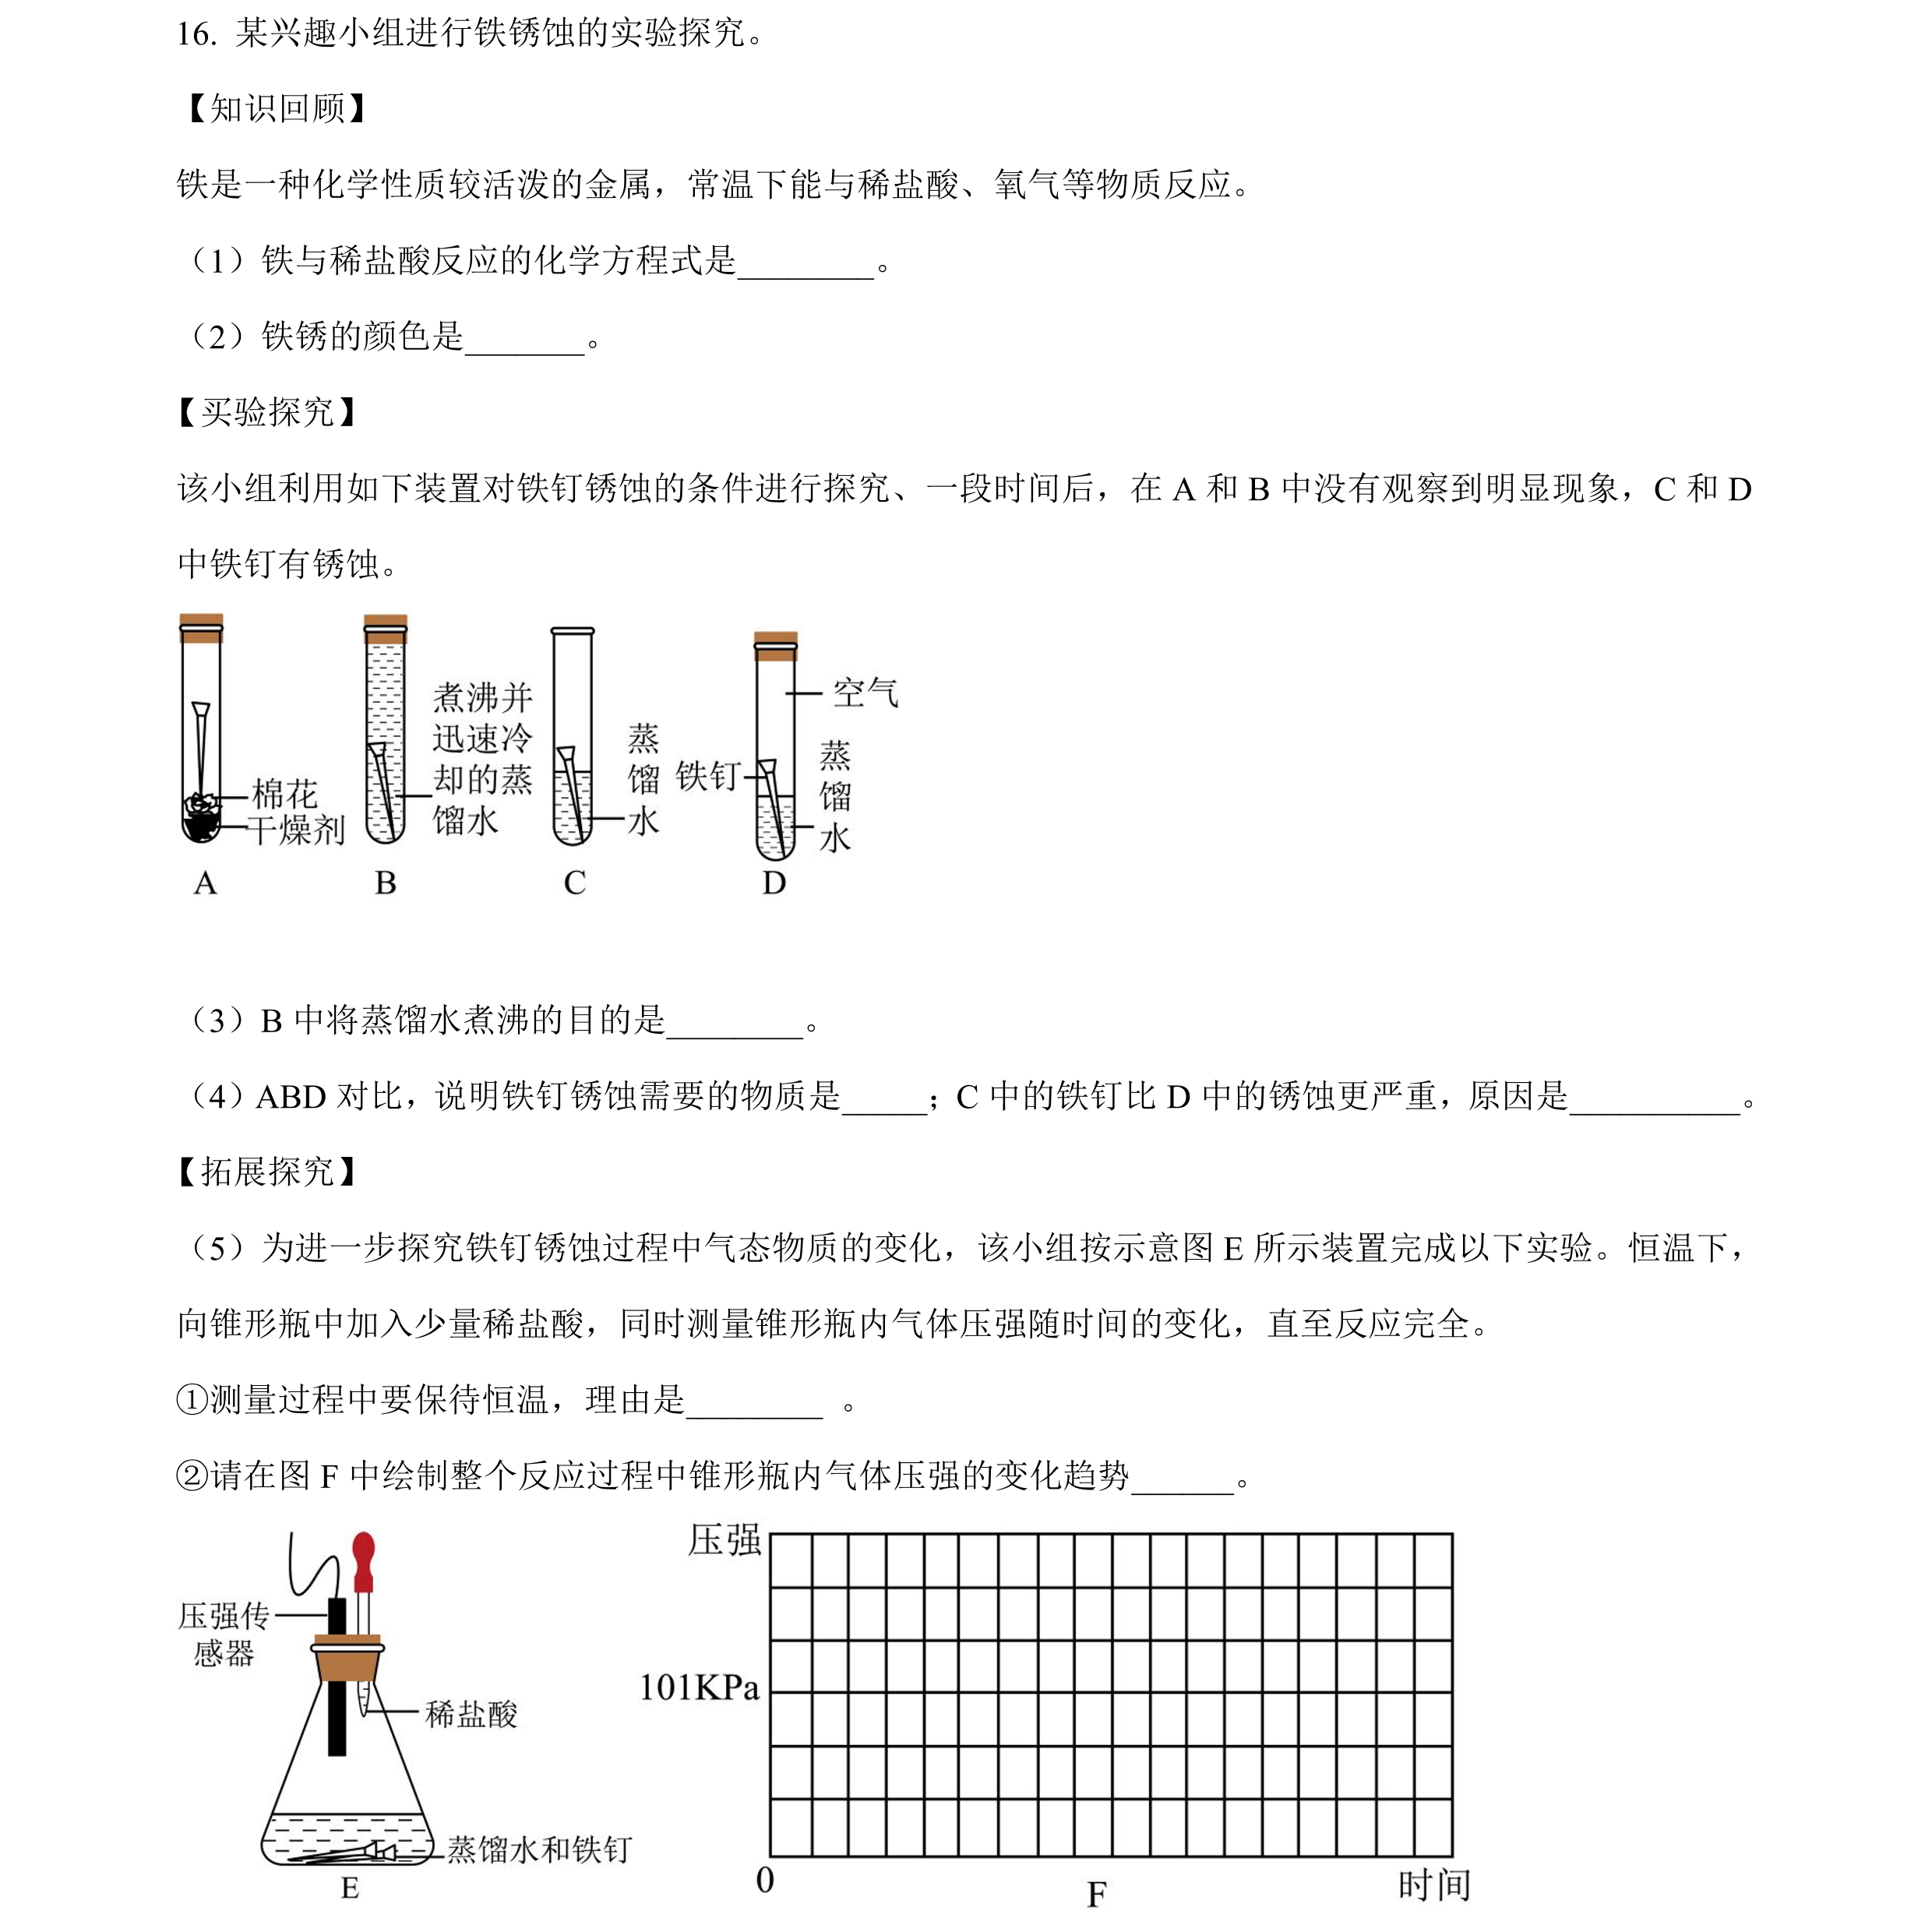 16. 某兴趣小组进行铁锈蚀的实验探究。
【知识回顾】
铁是一种化学性质较活泼的金属，常温下能与稀盐酸、氧气等物质反应。
（1）铁与稀盐酸反应的化学方程式是________。
（2）铁锈的颜色是_______。
【买验探究】
该小组利用如下装置对铁钉锈蚀的条件进行探究、一段时间后，在 A 和 B 中没有观察到明显现象，C 和 D
中铁钉有锈蚀。
棉花
干燥剂
A
煮沸并
迅速冷
却的蒸
馏水
B
蒸
馏
水
C
铁钉
空气
蒸
馏
水
D
（3）B 中将蒸馏水煮沸的目的是________。
（4）ABD 对比，说明铁钉锈蚀需要的物质是_____；C 中的铁钉比 D 中的锈蚀更严重，原因是__________。
【拓展探究】
（5）为进一步探究铁钉锈蚀过程中气态物质的变化，该小组按示意图 E 所示装置完成以下实验。恒温下，
向锥形瓶中加入少量稀盐酸，同时测量锥形瓶内气体压强随时间的变化，直至反应完全。
①测量过程中要保待恒温，理由是________ 。
②请在图 F 中绘制整个反应过程中锥形瓶内气体压强的变化趋势______。
压强传
感器
稀盐酸
蒸馏水和铁钉
E
压强
101KPa
0
F
时间